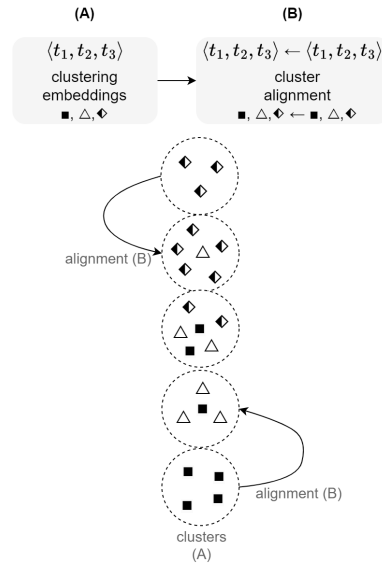 (A)
(B)
⟨t₁, t₂, t₃⟩
⟨t₁, t₂, t₃⟩ ← ⟨t₁, t₂, t₃⟩
clustering
embeddings
■, △, ⬖
cluster
alignment
■, △, ⬖ ← ■, △, ⬖
alignment (B)
alignment (B)
clusters
(A)